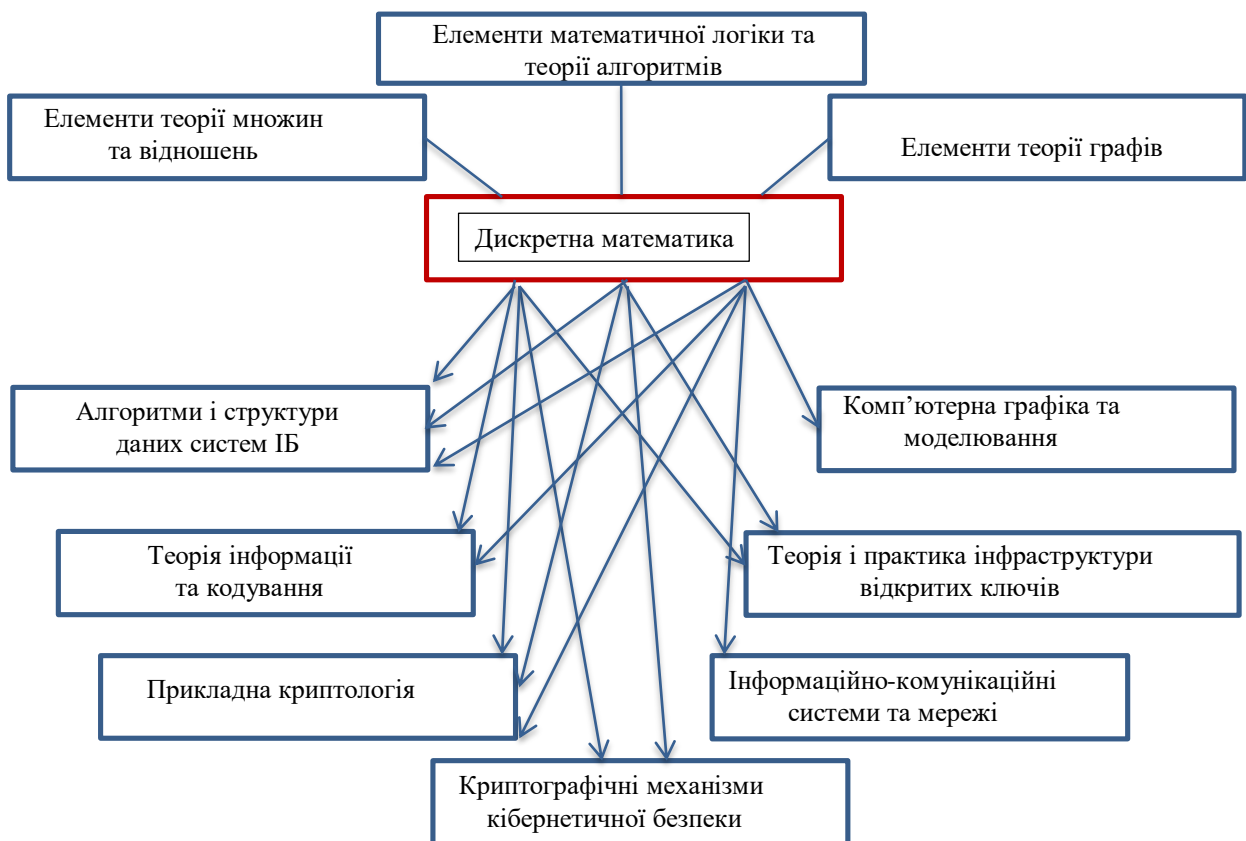 Елементи математичної логіки та
теорії алгоритмів
Елементи теорії множин
та відношень
Елементи теорії графів
Дискретна математика
Алгоритми і структури
даних систем ІБ
Комп’ютерна графіка та
моделювання
Теорія інформації
та кодування
Теорія і практика інфраструктури
відкритих ключів
Прикладна криптологія
Інформаційно-комунікаційні
системи та мережі
Криптографічні механізми
кібернетичної безпеки